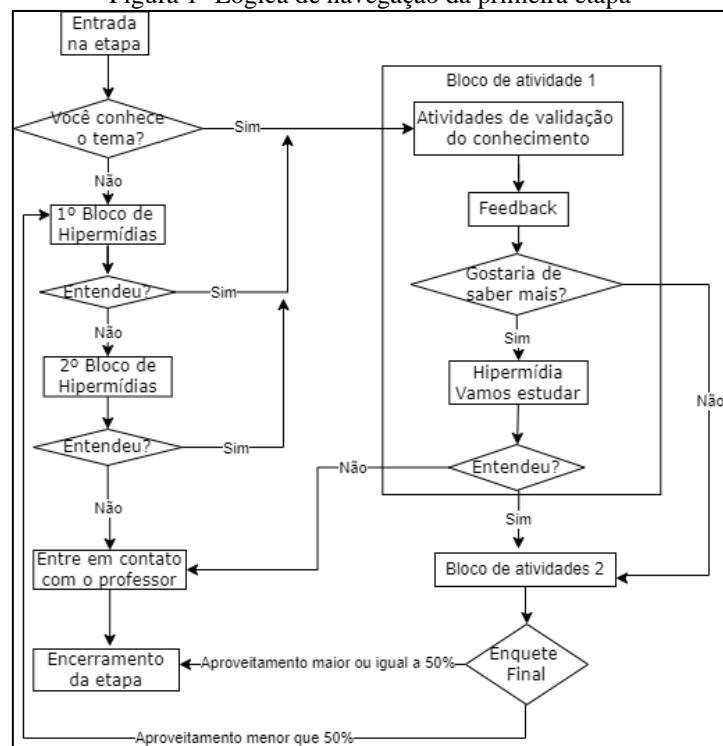 Figura 1- Lógica de navegação da primeira etapa
Entrada
na etapa
Você conhece
o tema?
Sim
Não
1º Bloco de
Hipermídias
Entendeu?
Sim
Não
2º Bloco de
Hipermídias
Entendeu?
Sim
Não
Entre em contato
com o professor
Encerramento
da etapa
Bloco de atividade 1
Atividades de validação
do conhecimento
Feedback
Gostaria de
saber mais?
Sim
Não
Hipermídia
Vamos estudar
Entendeu?
Não
Sim
Bloco de atividades 2
Enquete
Final
Aproveitamento maior ou igual a 50%
Aproveitamento menor que 50%